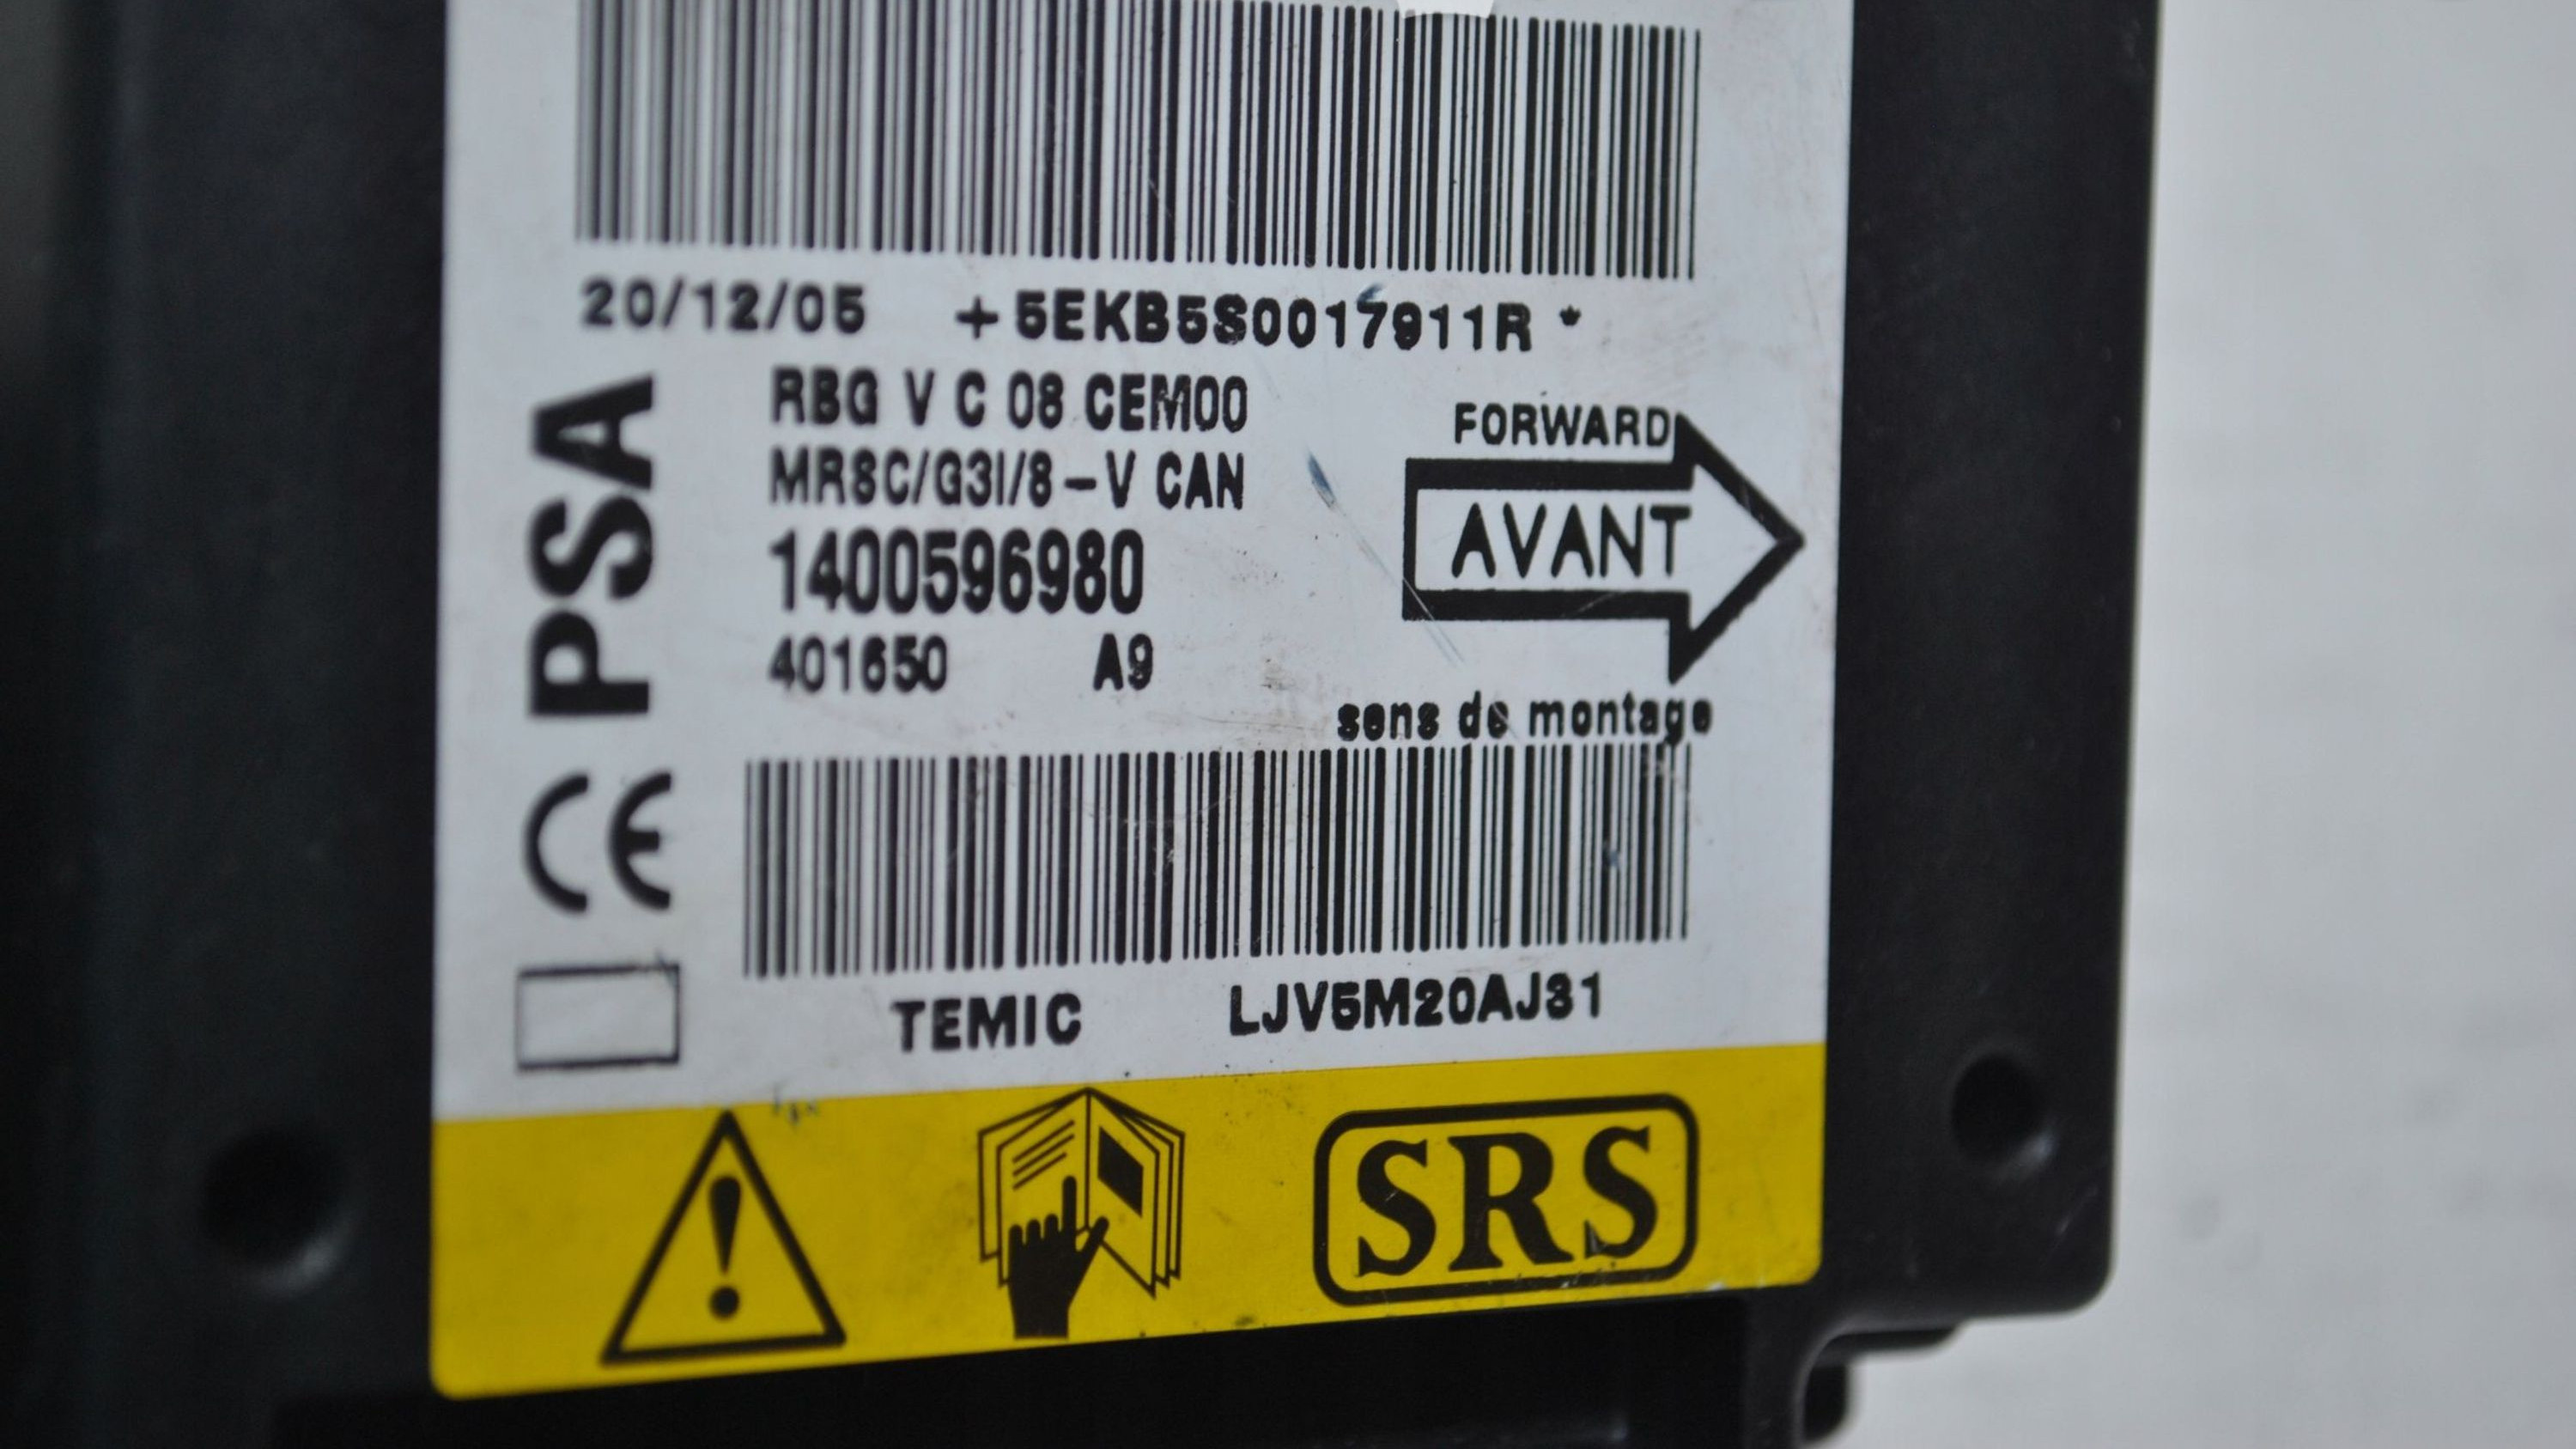 20/12/05 +5EKB5S0017911R *
PSA
RBG V C 08 CEM00
MR8C/G3I/8-V CAN
1400596980
401650 A9
FORWARD
AVANT
sens de montage
CE
TEMIC LJV5M20AJ31
SRS